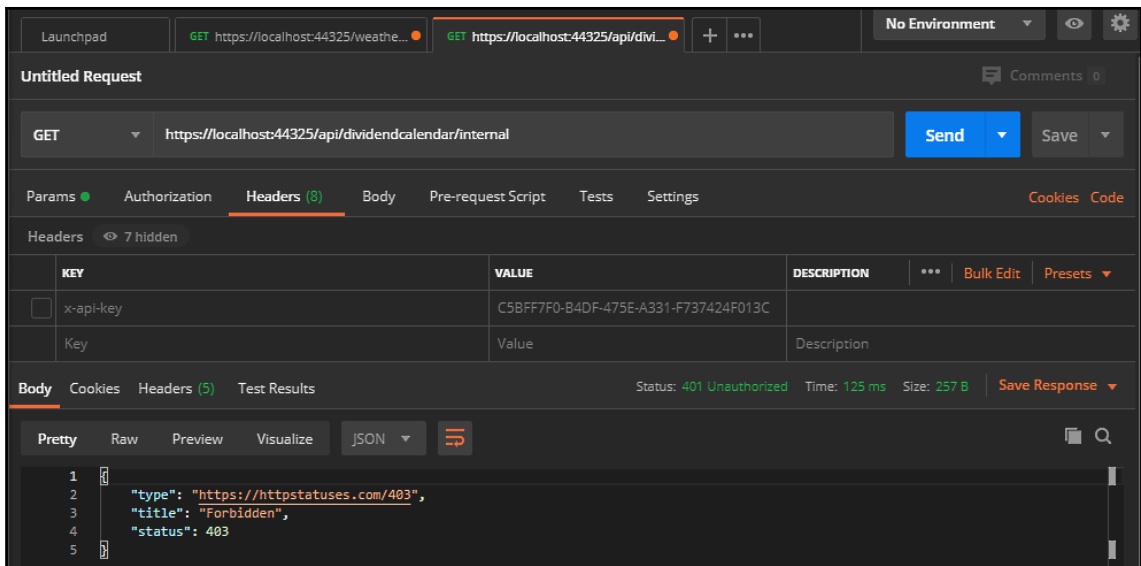 Launchpad GET https://localhost:44325/weathe... GET https://localhost:44325/api/divi... + ••• No Environment
Untitled Request Comments 0
GET https://localhost:44325/api/dividendcalendar/internal Send Save
Params Authorization Headers (8) Body Pre-request Script Tests Settings Cookies Code
Headers 7 hidden
KEY VALUE DESCRIPTION ••• Bulk Edit Presets
x-api-key C5BFF7F0-B4DF-475E-A331-F737424F013C
Key Value Description
Body Cookies Headers (5) Test Results Status: 401 Unauthorized Time: 125 ms Size: 257 B Save Response
Pretty Raw Preview Visualize JSON
1 {
2 "type": "https://httpstatuses.com/403",
3 "title": "Forbidden",
4 "status": 403
5 }